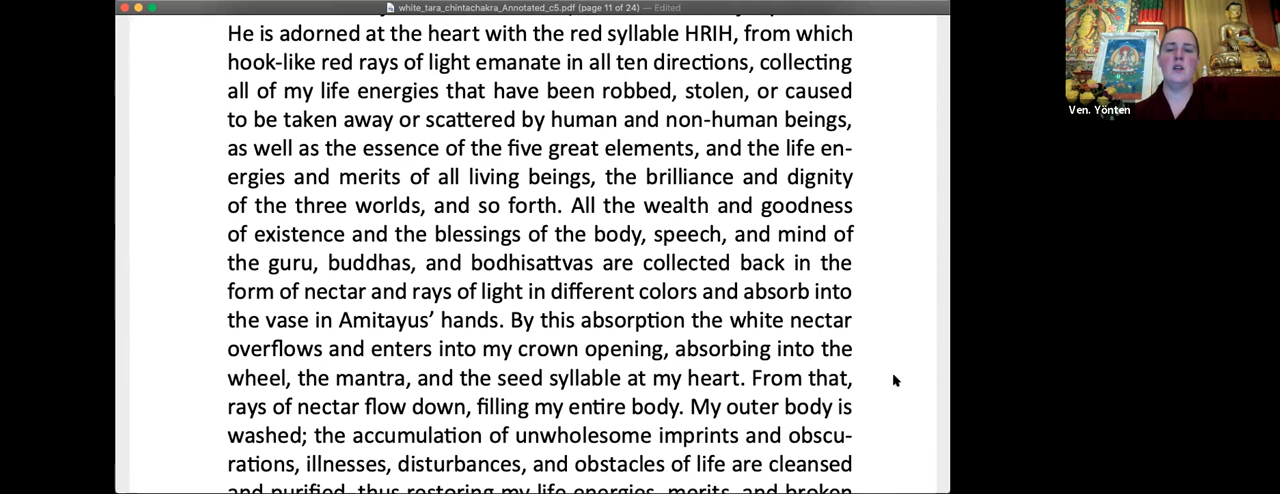 white_tara_chintachakra_Annotated_c5.pdf (page 11 of 24) — Edited
He is adorned at the heart with the red syllable HRIH, from which
hook-like red rays of light emanate in all ten directions, collecting
all of my life energies that have been robbed, stolen, or caused
to be taken away or scattered by human and non-human beings,
as well as the essence of the five great elements, and the life en-
ergies and merits of all living beings, the brilliance and dignity
of the three worlds, and so forth. All the wealth and goodness
of existence and the blessings of the body, speech, and mind of
the guru, buddhas, and bodhisattvas are collected back in the
form of nectar and rays of light in different colors and absorb into
the vase in Amitayus’ hands. By this absorption the white nectar
overflows and enters into my crown opening, absorbing into the
wheel, the mantra, and the seed syllable at my heart. From that,
rays of nectar flow down, filling my entire body. My outer body is
washed; the accumulation of unwholesome imprints and obscu-
rations, illnesses, disturbances, and obstacles of life are cleansed
and purified, thus restoring my life energies, merits, and broken
Ven. Yönten